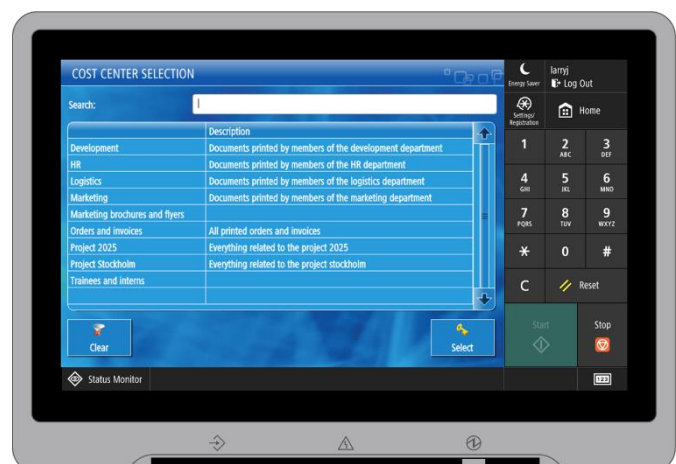 COST CENTER SELECTION
Search:
Description
Development Documents printed by members of the development department
HR Documents printed by members of the HR department
Logistics Documents printed by members of the logistics department
Marketing Documents printed by members of the marketing department
Marketing brochures and flyers
Orders and invoices All printed orders and invoices
Project 2025 Everything related to the project 2025
Project Stockholm Everything related to the project stockholm
Trainees and interns
Clear
Select
Status Monitor
Energy Saver
larryj
Log Out
Settings/
Registration
Home
1 2 3
ABC DEF
4 5 6
GHI JKL MNO
7 8 9
PQRS TUV WXYZ
* 0 #
C Reset
Start Stop
123